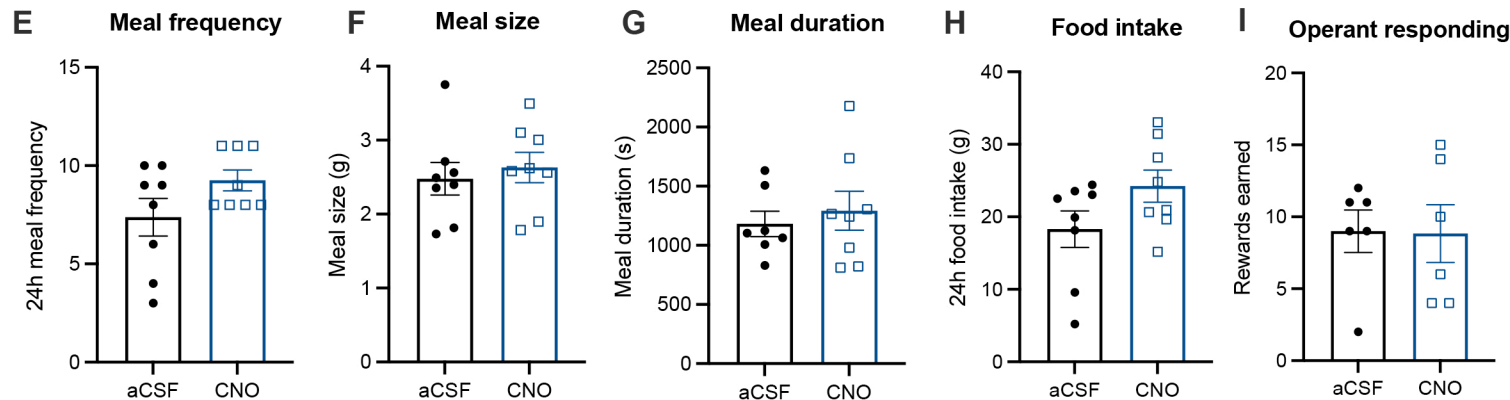 E Meal frequency
15
10
5
0
24h meal frequency
aCSF CNO
F Meal size
4
3
2
1
0
Meal size (g)
aCSF CNO
G Meal duration
2500
2000
1500
1000
500
0
Meal duration (s)
aCSF CNO
H Food intake
40
30
20
10
0
24h food intake (g)
aCSF CNO
I Operant responding
20
15
10
5
0
Rewards earned
aCSF CNO